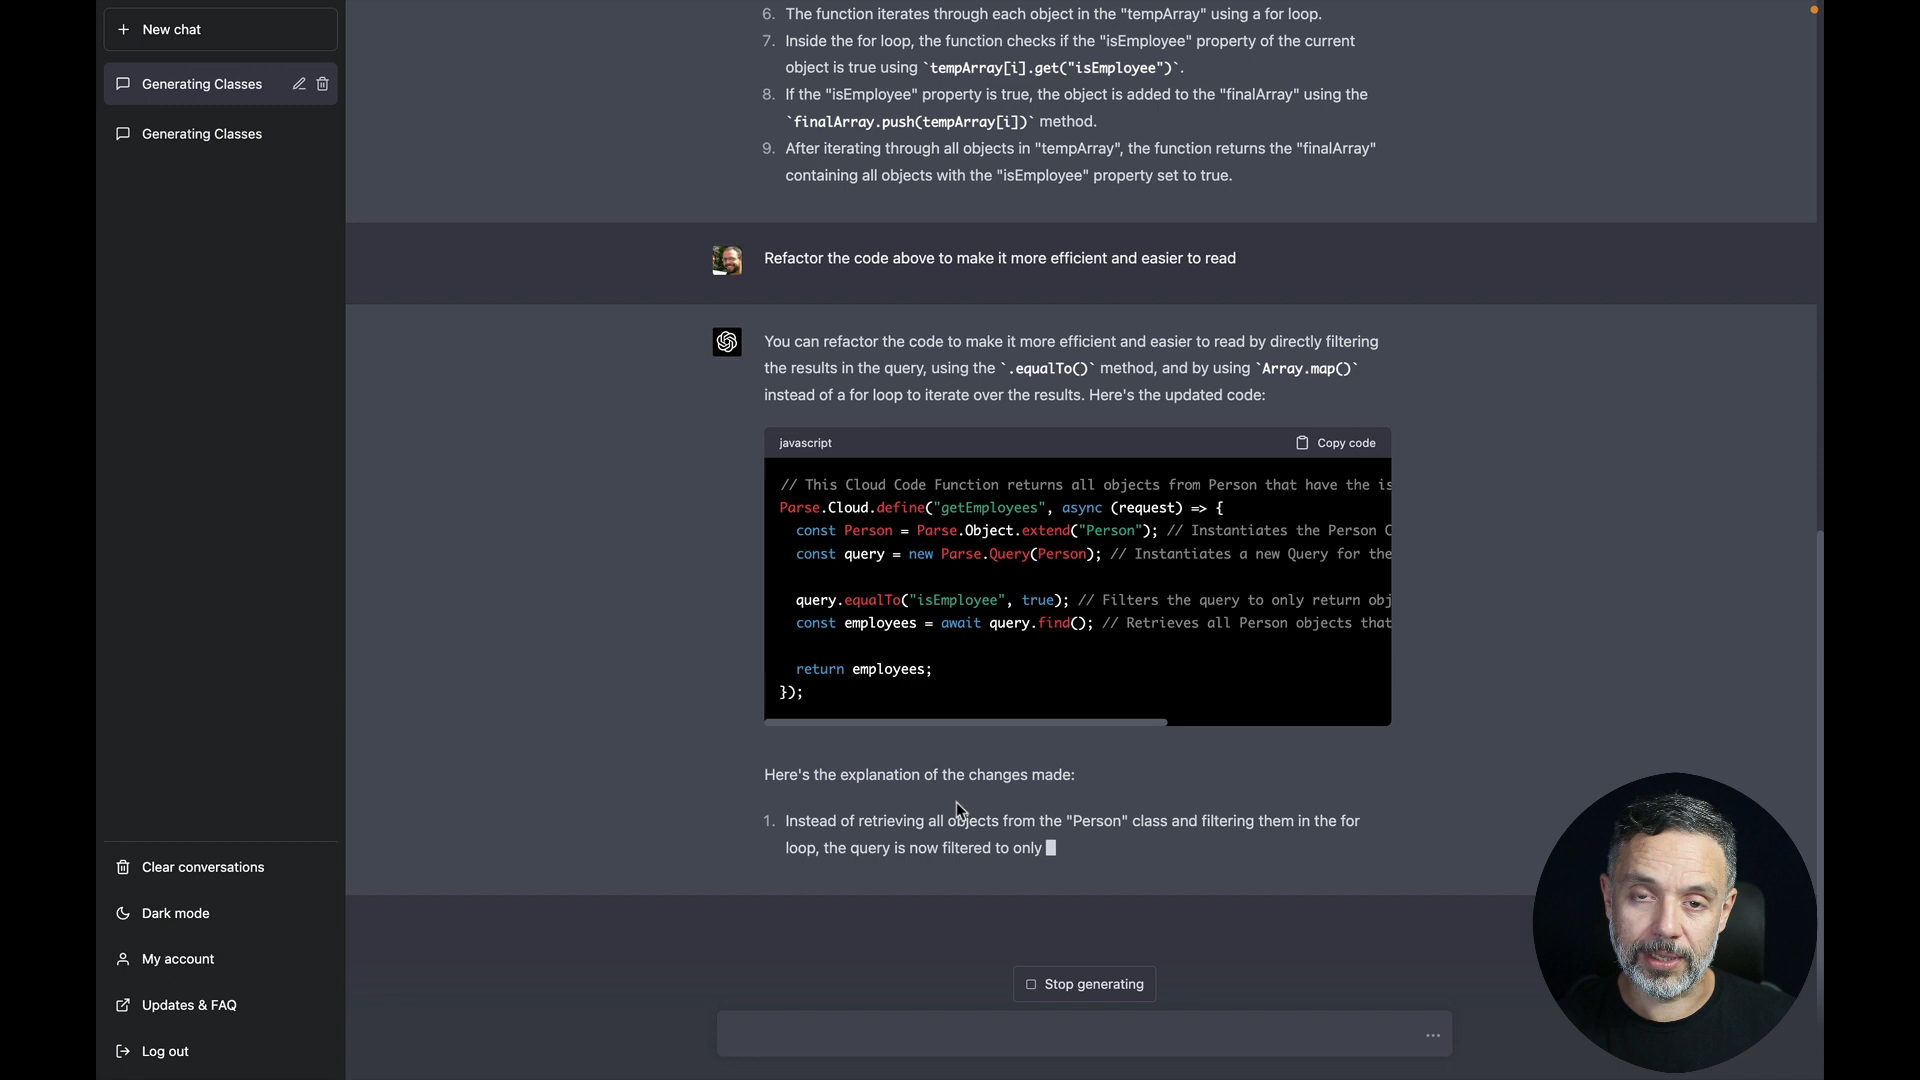 New chat
Generating Classes
Generating Classes
6. The function iterates through each object in the "tempArray" using a for loop.
7. Inside the for loop, the function checks if the "isEmployee" property of the current
object is true using `tempArray[i].get("isEmployee")`.
8. If the "isEmployee" property is true, the object is added to the "finalArray" using the
`finalArray.push(tempArray[i])` method.
9. After iterating through all objects in "tempArray", the function returns the "finalArray"
containing all objects with the "isEmployee" property set to true.
Refactor the code above to make it more efficient and easier to read
You can refactor the code to make it more efficient and easier to read by directly filtering
the results in the query, using the `.equalTo()` method, and by using `Array.map()`
instead of a for loop to iterate over the results. Here's the updated code:
javascript
Copy code
// This Cloud Code Function returns all objects from Person that have the is
Parse.Cloud.define("getEmployees", async (request) => {
const Person = Parse.Object.extend("Person"); // Instantiates the Person C
const query = new Parse.Query(Person); // Instantiates a new Query for the
query.equalTo("isEmployee", true); // Filters the query to only return obj
const employees = await query.find(); // Retrieves all Person objects that
return employees;
});
Here's the explanation of the changes made:
1. Instead of retrieving all objects from the "Person" class and filtering them in the for
loop, the query is now filtered to only
Stop generating
Clear conversations
Dark mode
My account
Updates & FAQ
Log out